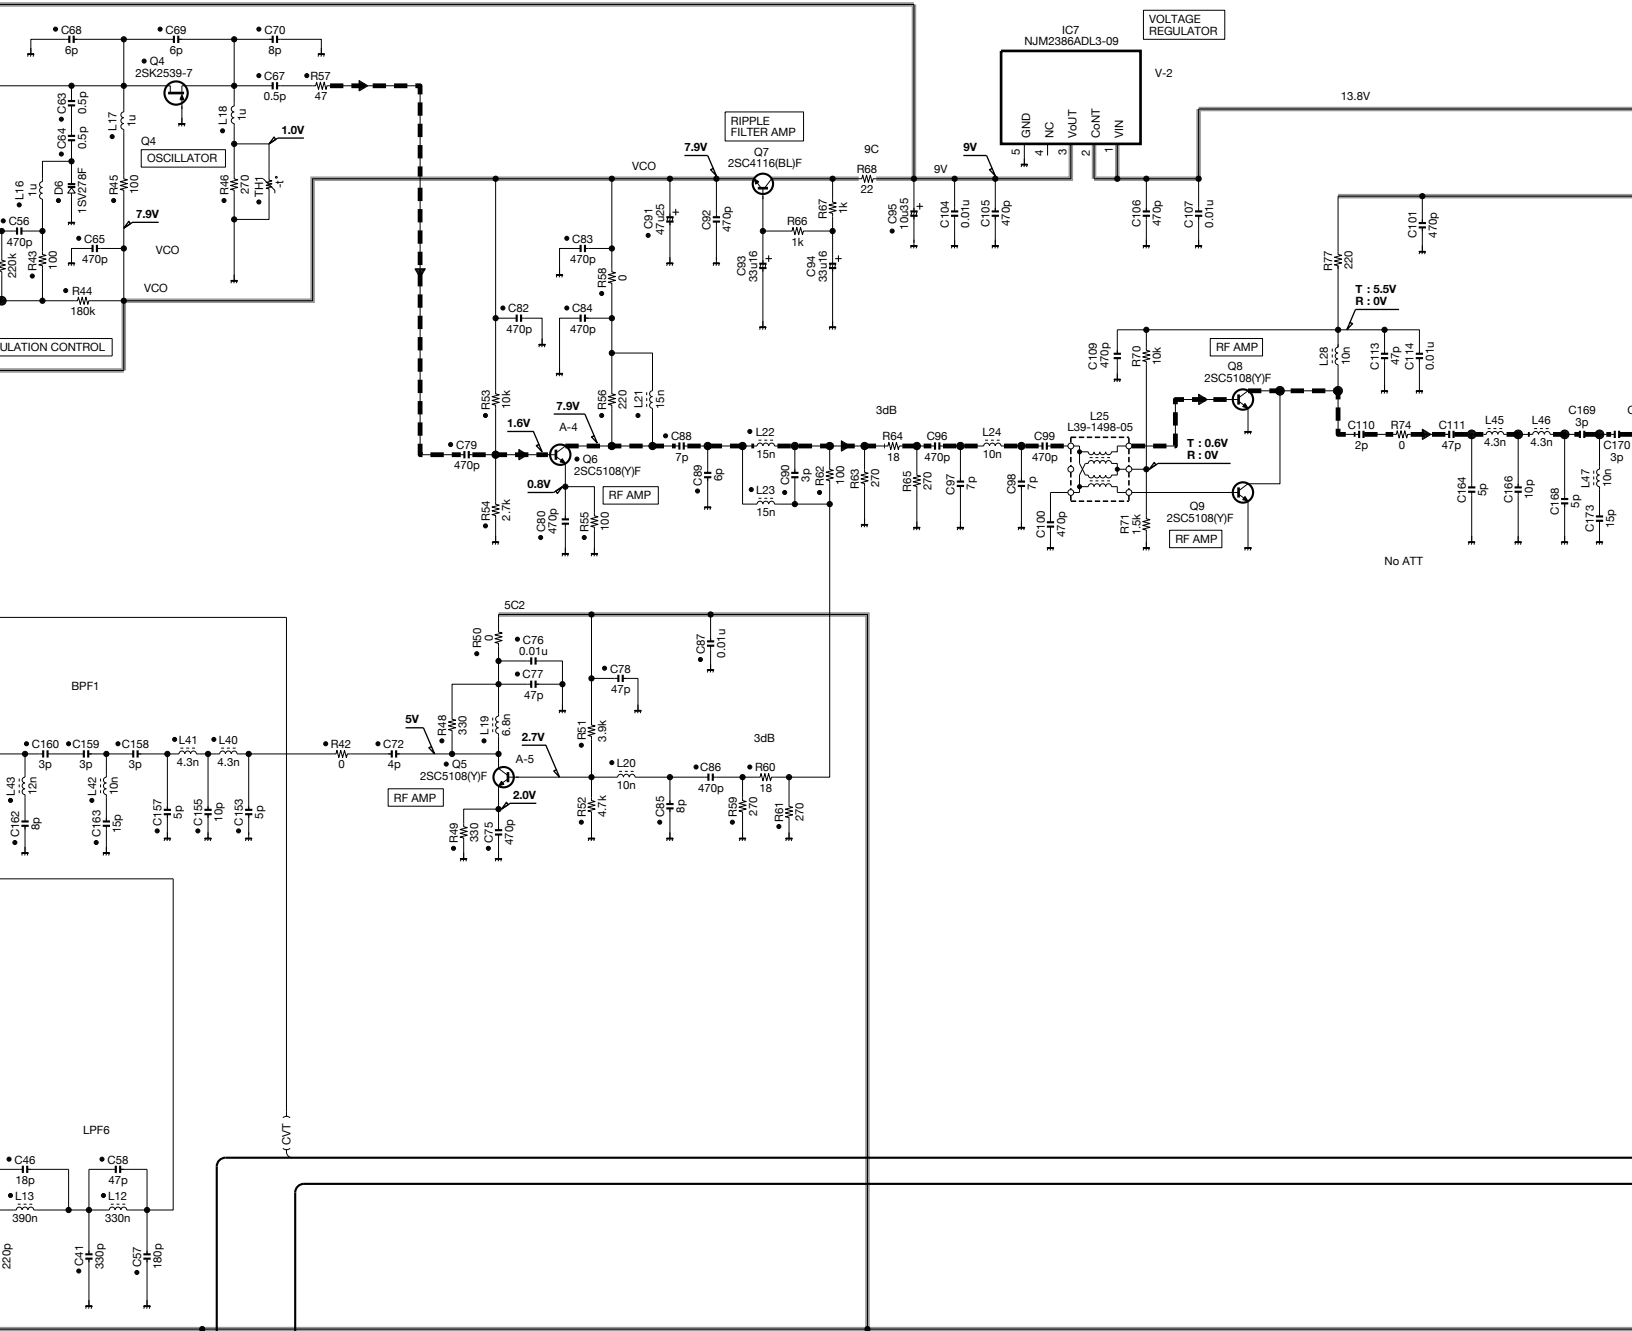 C68
6p
C69
6p
C70
8p
Q4
2SK2539-7
C67
0.5p
R57
47
C63
0.5p
C64
0.5p
L17
1u
L18
1u
1.0V
Q4
OSCILLATOR
L16
1u
D6
1SV278F
R45
100
R46
270
TH1
-t°
C56
470p
7.9V
C65
470p
VCO
220k
R43
100
R44
180k
VCO
ULATION CONTROL
IC7
NJM2386ADL3-09
VOLTAGE
REGULATOR
V-2
GND
NC
VoUT
CoNT
VIN
5
4
3
2
1
13.8V
RIPPLE
FILTER AMP
Q7
2SC4116(BL)F
VCO
7.9V
9C
R68
22
9V
9V
C91
47u25
+
C92
470p
R67
1k
R66
1k
C93
33u16
+
C94
33u16
+
C95
10u35
+
C104
0.01u
C105
470p
C106
470p
C107
0.01u
C101
470p
R77
220
C83
470p
R58
0
C82
470p
C84
470p
T : 5.5V
R : 0V
C109
470p
R70
10k
RF AMP
Q8
2SC5108(Y)F
L28
10n
C113
47p
C114
0.01u
R53
10k
R56
220
L21
15n
7.9V
A-4
1.6V
C79
470p
Q6
2SC5108(Y)F
0.8V
RF AMP
R54
2.7k
C80
470p
R55
100
C88
7p
C89
6p
L22
15n
L23
15n
C90
3p
R62
100
3dB
R64
18
R63
270
R65
270
C96
470p
C97
7p
L24
10n
C98
7p
C99
470p
L25
L39-1498-05
C100
470p
R71
1.5k
T : 0.6V
R : 0V
Q9
2SC5108(Y)F
RF AMP
C110
2p
R74
0
C111
47p
L45
4.3n
L46
4.3n
C169
3p
C
C170
3p
C164
5p
C166
10p
C168
5p
L47
10n
C173
15p
No ATT
5C2
R50
0
C76
0.01u
C77
47p
C78
47p
C87
0.01u
BPF1
5V
R48
330
L19
6.8n
R51
3.9k
2.7V
3dB
C160
3p
C159
3p
C158
3p
L41
4.3n
L40
4.3n
R42
0
C72
4p
Q5
2SC5108(Y)F
A-5
RF AMP
2.0V
L20
10n
C86
470p
R60
18
L43
12n
L42
10n
C162
8p
C163
15p
C157
5p
C155
10p
C153
5p
R49
330
C75
470p
R52
4.7k
C85
8p
R59
270
R61
270
LPF6
CVT
C46
18p
C58
47p
L13
390n
L12
330n
220p
C41
330p
C57
180p